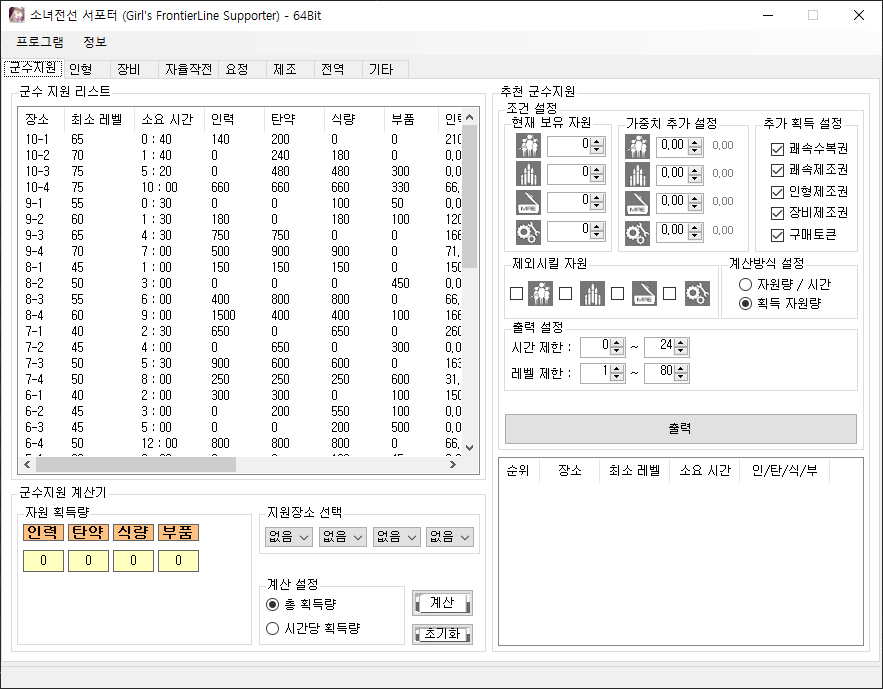 소녀전선 서포터 (Girl's FrontierLine Supporter) - 64Bit
프로그램 정보
군수지원 인형 장비 자율작전 요정 제조 전역 기타
군수 지원 리스트
장소 최소 레벨 소요 시간 인력 탄약 식량 부품 인력
10-1 65 0 : 40 140 200 0 0 210
10-2 70 1 : 40 0 240 180 0 0,0
10-3 75 5 : 20 0 480 480 300 0,0
10-4 75 10 : 00 660 660 660 330 66,
9-1 55 0 : 30 0 0 100 50 0,0
9-2 60 1 : 30 180 0 180 100 120
9-3 65 4 : 30 750 750 0 0 166
9-4 70 7 : 00 500 900 900 0 71,
8-1 45 1 : 00 150 150 150 0 150
8-2 50 3 : 00 0 0 0 450 0,0
8-3 55 6 : 00 400 800 800 0 66,
8-4 60 9 : 00 1500 400 400 100 166
7-1 40 2 : 30 650 0 650 0 260
7-2 45 4 : 00 0 650 0 300 0,0
7-3 50 5 : 30 900 600 600 0 163
7-4 50 8 : 00 250 250 250 600 31,
6-1 40 2 : 00 300 300 0 100 150
6-2 45 3 : 00 0 200 550 100 0,0
6-3 45 5 : 00 0 0 200 500 0,0
6-4 50 12 : 00 800 800 800 0 66,
군수지원 계산기
자원 획득량
인력 탄약 식량 부품
0 0 0 0
지원장소 선택
없음 없음 없음 없음
계산 설정
총 획득량
시간당 획득량
계산
초기화
추천 군수지원
조건 설정
현재 보유 자원
0
0
0
0
가중치 추가 설정
0,00 0,00
0,00 0,00
0,00 0,00
0,00 0,00
추가 획득 설정
쾌속수복권
쾌속제조권
인형제조권
장비제조권
구매토큰
제외시킬 자원
계산방식 설정
자원량 / 시간
획득 자원량
출력 설정
시간 제한 : 0 ~ 24
레벨 제한 : 1 ~ 80
출력
순위 장소 최소 레벨 소요 시간 인/탄/식/부